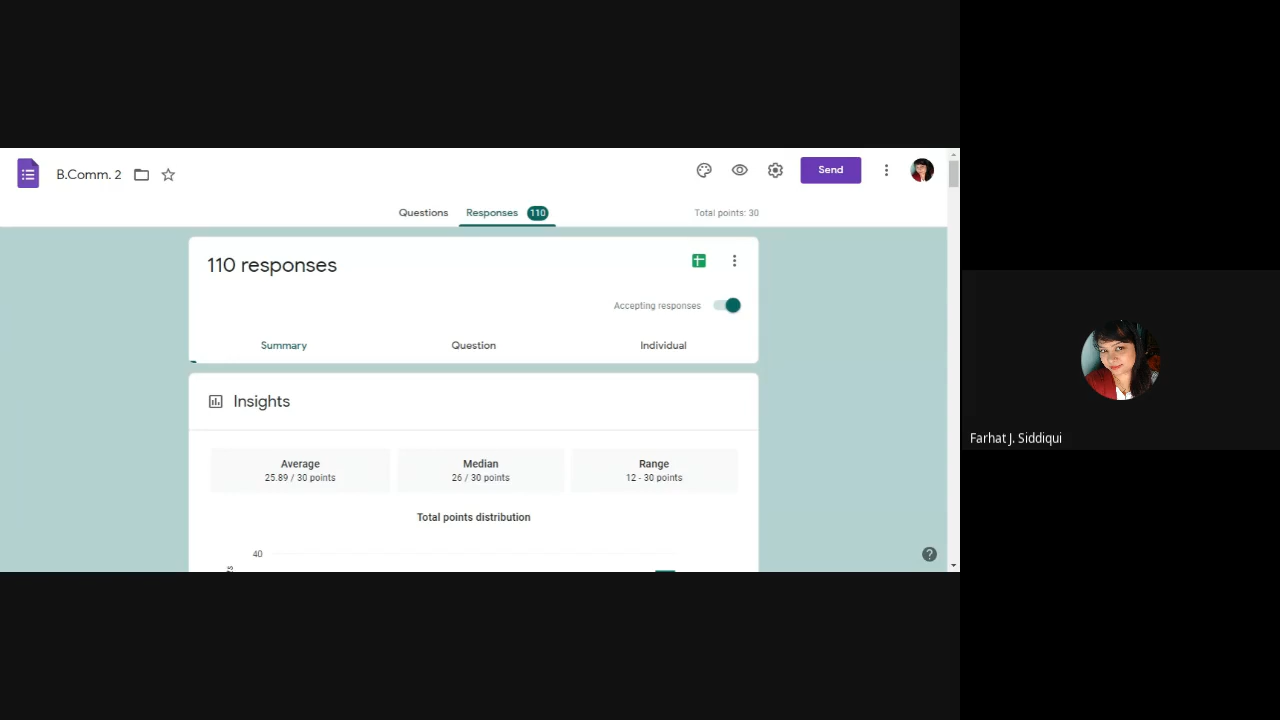 B.Comm. 2
Send
Questions Responses 110 Total points: 30
110 responses
Accepting responses
Summary Question Individual
Insights
Average Median Range
25.89 / 30 points 26 / 30 points 12 - 30 points
Total points distribution
40
Farhat J. Siddiqui